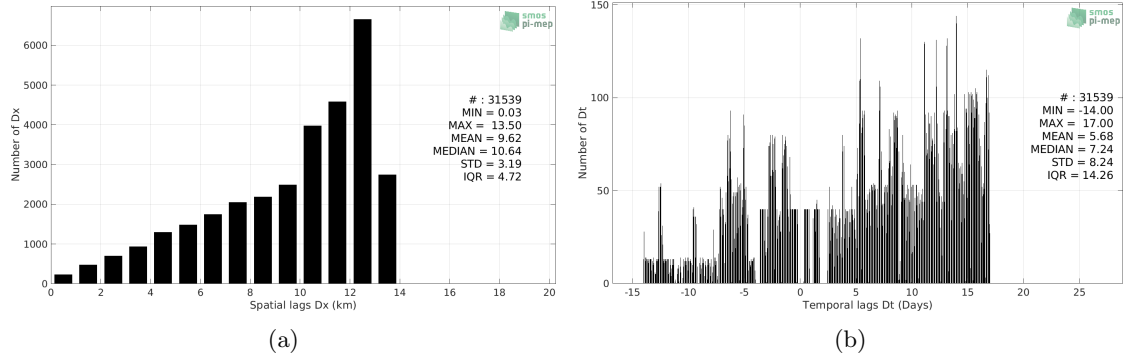 6000
5000
4000
3000
2000
1000
0
Number of Dx
smos
pi-mep
# : 31539
MIN = 0.03
MAX = 13.50
MEAN = 9.62
MEDIAN = 10.64
STD = 3.19
IQR = 4.72
0 2 4 6 8 10 12 14 16 18 20
Spatial lags Dx (km)
(a)
150
100
50
0
Number of Dt
smos
pi-mep
# : 31539
MIN = -14.00
MAX = 17.00
MEAN = 5.68
MEDIAN = 7.24
STD = 8.24
IQR = 14.26
-15 -10 -5 0 5 10 15 20 25
Temporal lags Dt (Days)
(b)